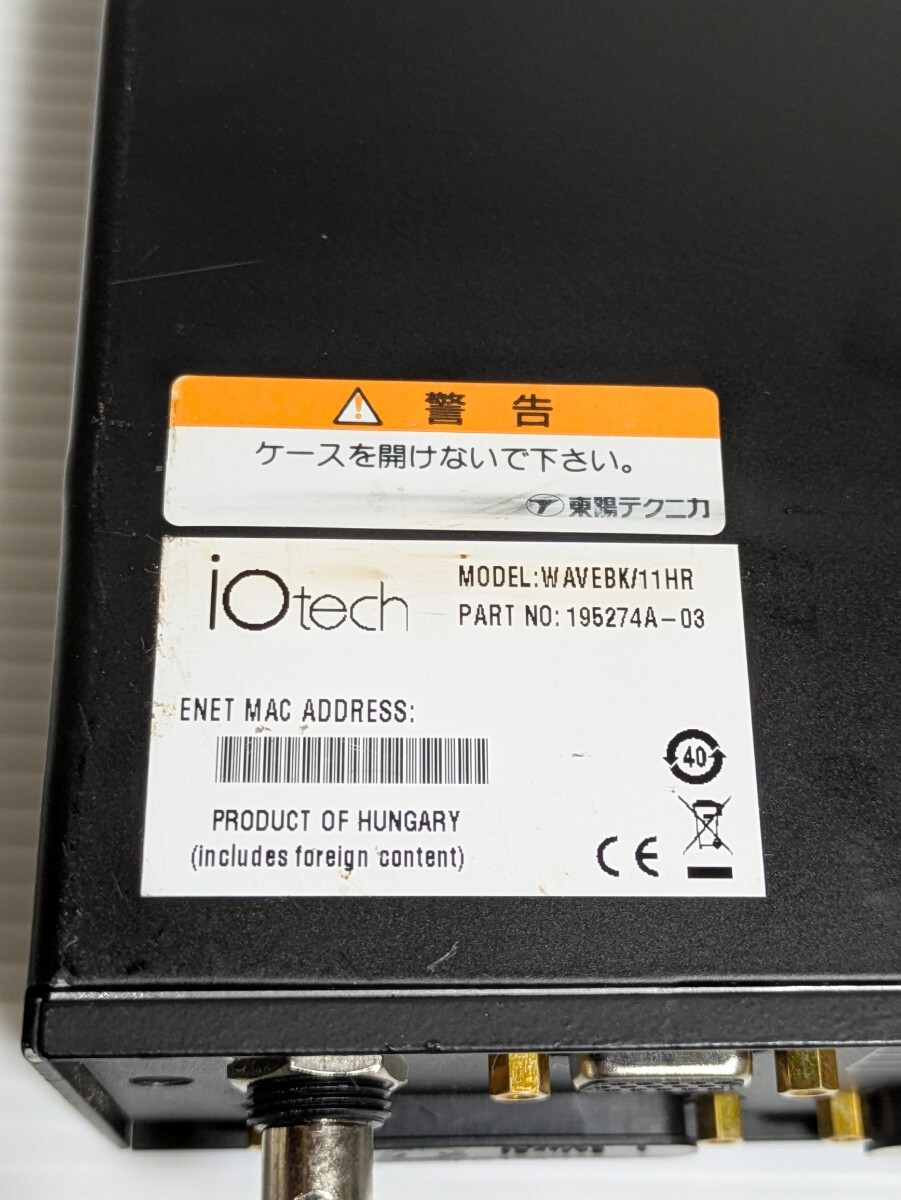 警告
ケースを開けないで下さい。
東陽テクニカ
iOtech
MODEL:WAVEBK/11HR
PART NO:195274A-03
ENET MAC ADDRESS:
40
PRODUCT OF HUNGARY
(includes foreign content)
CE